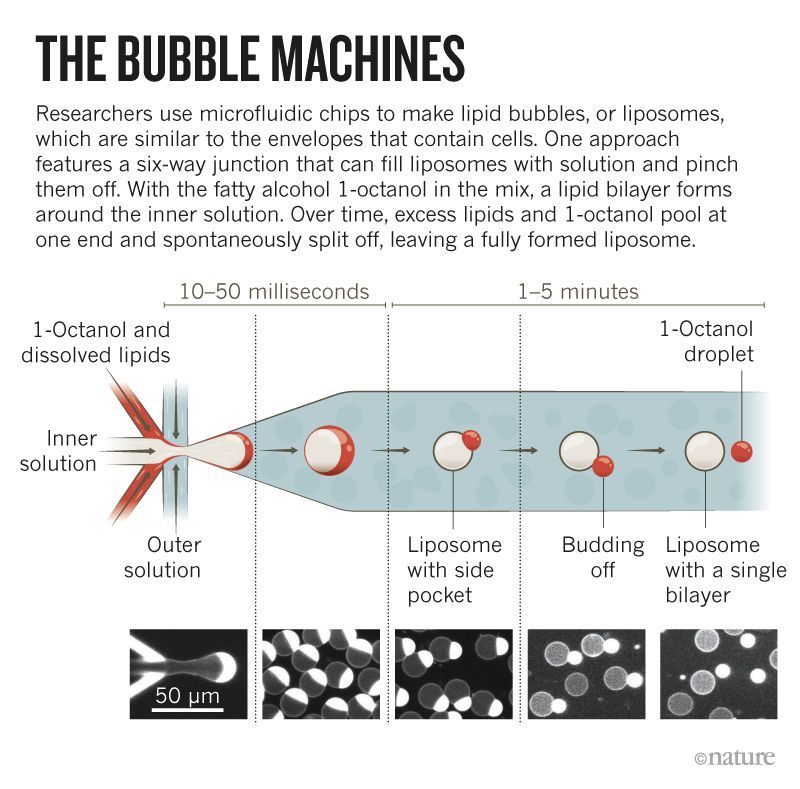 THE BUBBLE MACHINES
Researchers use microfluidic chips to make lipid bubbles, or liposomes,
which are similar to the envelopes that contain cells. One approach
features a six-way junction that can fill liposomes with solution and pinch
them off. With the fatty alcohol 1-octanol in the mix, a lipid bilayer forms
around the inner solution. Over time, excess lipids and 1-octanol pool at
one end and spontaneously split off, leaving a fully formed liposome.
10–50 milliseconds
1–5 minutes
1-Octanol and
dissolved lipids
1-Octanol
droplet
Inner
solution
Outer
solution
Liposome
with side
pocket
Budding
off
Liposome
with a single
bilayer
50 µm
©nature